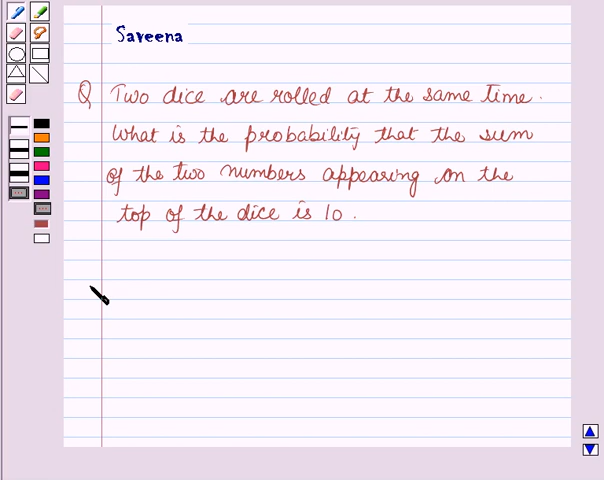 Saveena
Q Two dice are rolled at the same time.
What is the probability that the sum
of the two numbers appearing on the
top of the dice is 10.